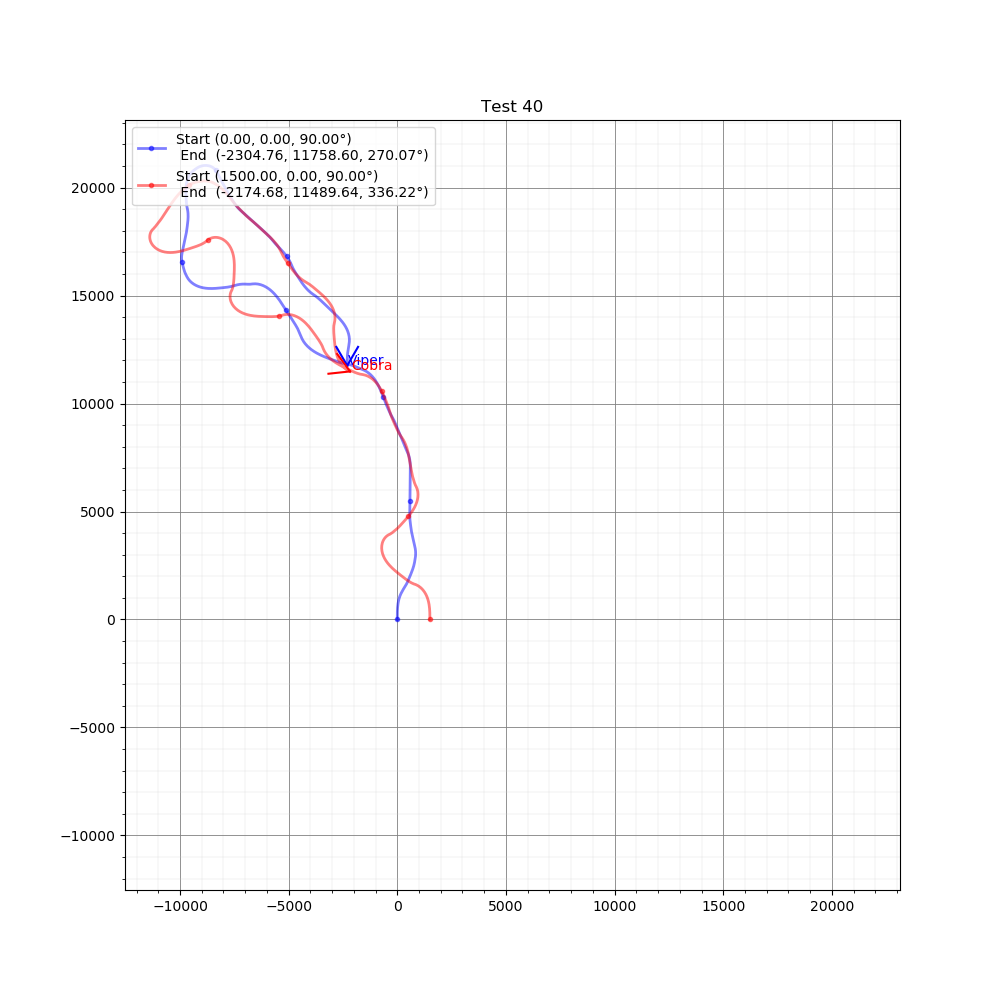 Test 40
Start (0.00, 0.00, 90.00°)
End (-2304.76, 11758.60, 270.07°)
Start (1500.00, 0.00, 90.00°)
End (-2174.68, 11489.64, 336.22°)
20000
15000
10000
5000
0
−5000
−10000
Viper
Cobra
−10000 −5000 0 5000 10000 15000 20000